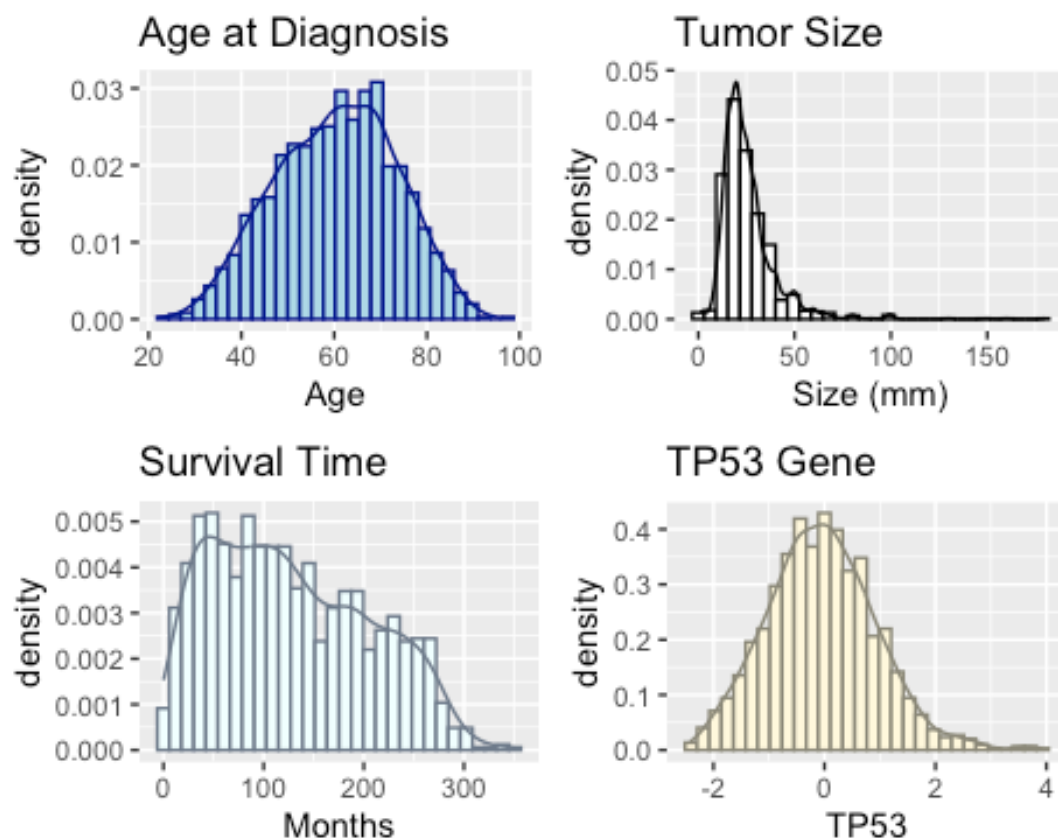 Age at Diagnosis
0.03
0.02
0.01
0.00
density
20 40 60 80 100
Age
Tumor Size
0.05
0.04
0.03
0.02
0.01
0.00
density
0 50 100 150
Size (mm)
Survival Time
0.005
0.004
0.003
0.002
0.001
0.000
density
0 100 200 300
Months
TP53 Gene
0.4
0.3
0.2
0.1
0.0
density
-2 0 2 4
TP53